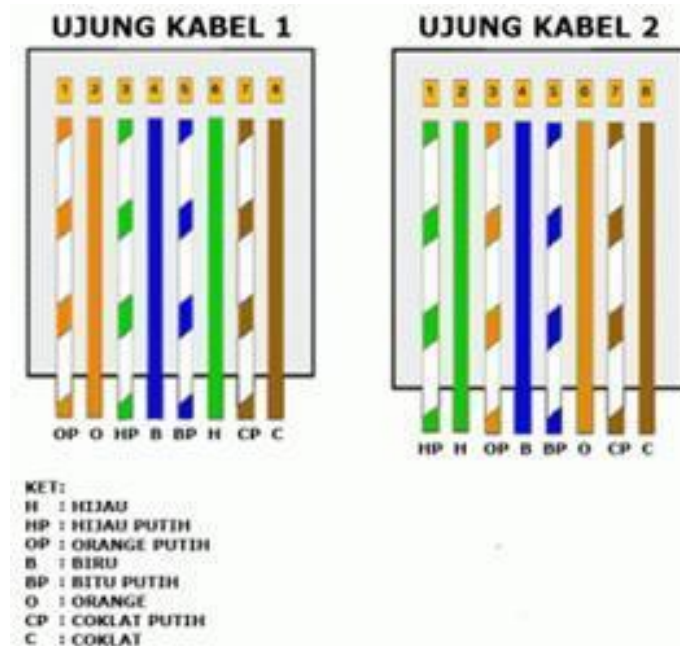 UJUNG KABEL 1
1 2 3 4 5 6 7 8
OP O HP B BP H CP C
UJUNG KABEL 2
1 2 3 4 5 6 7 8
HP H OP B BP O CP C
KET:
H : HIJAU
HP : HIJAU PUTIH
OP : ORANGE PUTIH
B : BIRU
BP : BITU PUTIH
O : ORANGE
CP : COKLAT PUTIH
C : COKLAT